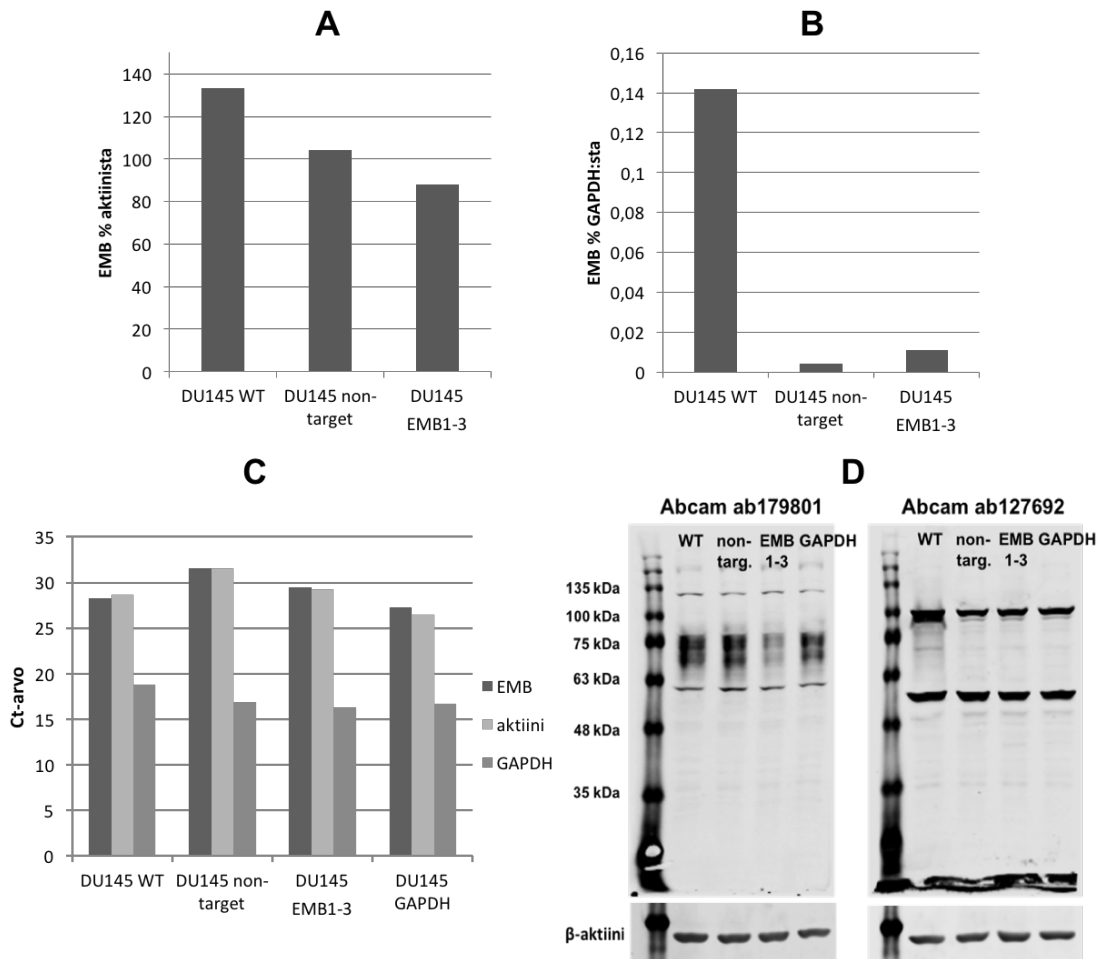 A
EMB % aktiinista
140
120
100
80
60
40
20
0
DU145 WT
DU145 non-
target
DU145
EMB1-3
B
EMB % GAPDH:sta
0,16
0,14
0,12
0,1
0,08
0,06
0,04
0,02
0
DU145 WT
DU145 non-
target
DU145
EMB1-3
C
Ct-arvo
35
30
25
20
15
10
5
0
DU145 WT
DU145 non-
target
DU145
EMB1-3
DU145
GAPDH
EMB
aktiini
GAPDH
D
Abcam ab179801
WT
non-
targ.
EMB
1-3
GAPDH
135 kDa
100 kDa
75 kDa
63 kDa
48 kDa
35 kDa
β-aktiini
Abcam ab127692
WT
non-
targ.
EMB
1-3
GAPDH